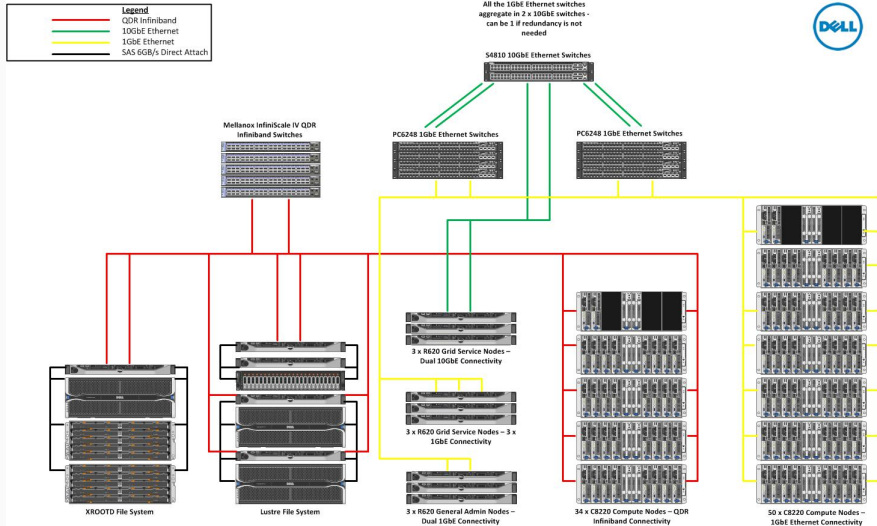 Legend
QDR Infiniband
10GbE Ethernet
1GbE Ethernet
SAS 6GB/s Direct Attach
All the 1GbE Ethernet switches
aggregate in 2 x 10GbE switches -
can be 1 if redundancy is not
needed
DELL
S4810 10GbE Ethernet Switches
Mellanox InfiniScale IV QDR
Infiniband Switches
PC6248 1GbE Ethernet Switches
PC6248 1GbE Ethernet Switches
3 x R620 Grid Service Nodes –
Dual 10GbE Connectivity
3 x R620 Grid Service Nodes – 3 x
1GbE Connectivity
XROOTD File System
Lustre File System
3 x R620 General Admin Nodes –
Dual 1GbE Connectivity
34 x C8220 Compute Nodes – QDR
Infiniband Connectivity
50 x C8220 Compute Nodes –
1GbE Ethernet Connectivity